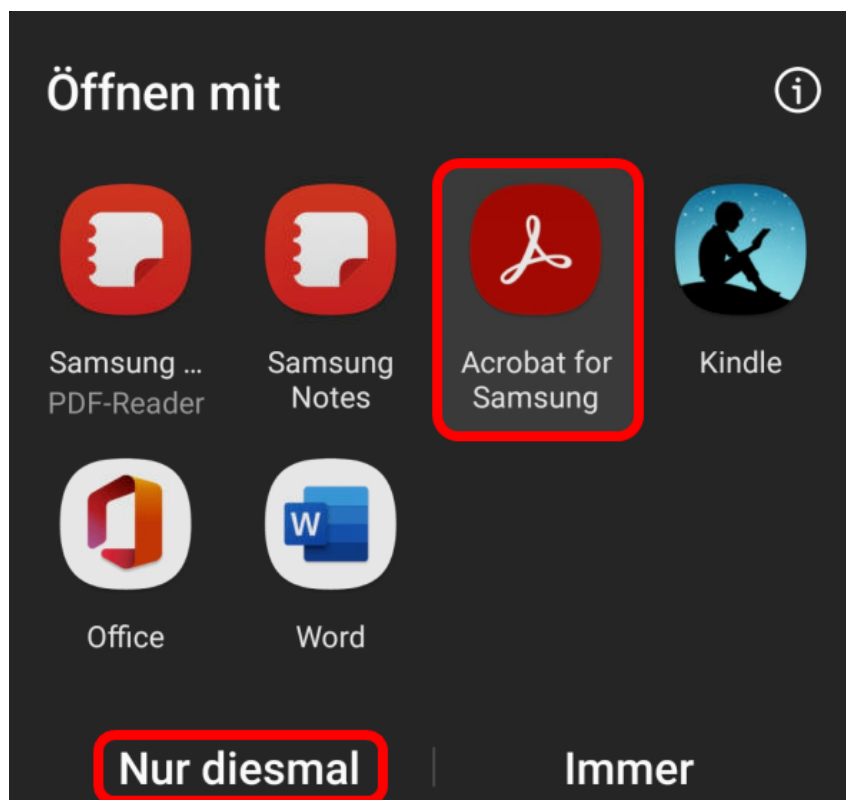 Öffnen mit
Samsung ...
PDF-Reader
Samsung
Notes
Acrobat for
Samsung
Kindle
W
Office
Word
Nur diesmal
Immer